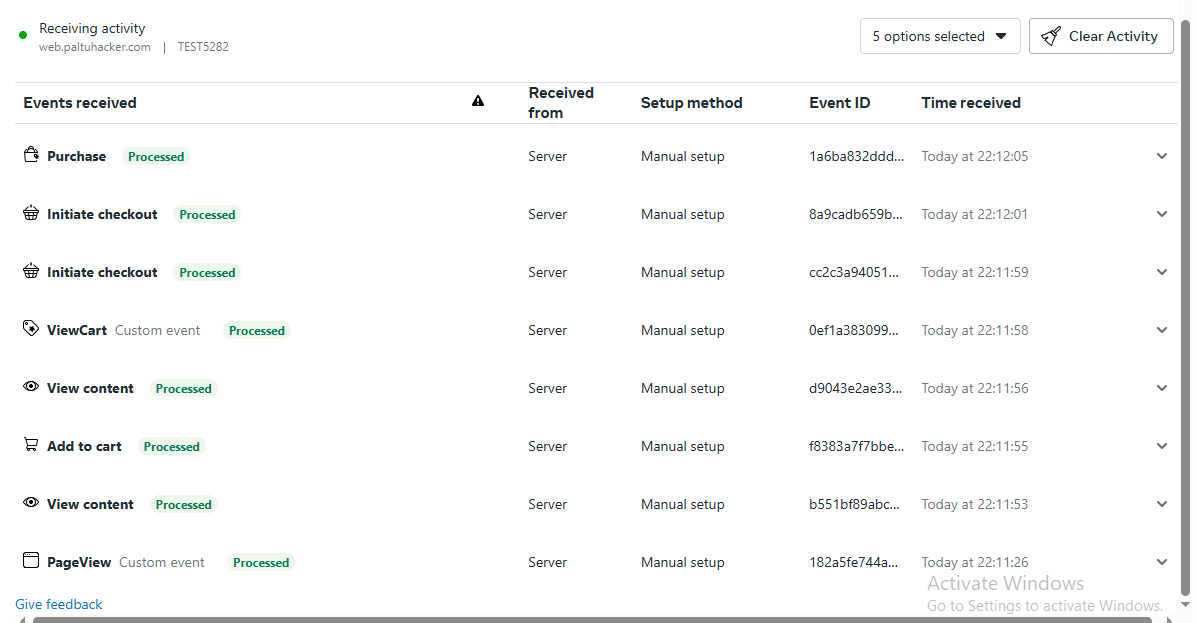 Receiving activity
web.paltuhacker.com | TEST5282
5 options selected
Clear Activity
Events received Received from Setup method Event ID Time received
Purchase Processed Server Manual setup 1a6ba832ddd... Today at 22:12:05
Initiate checkout Processed Server Manual setup 8a9cadb659b... Today at 22:12:01
Initiate checkout Processed Server Manual setup cc2c3a94051... Today at 22:11:59
ViewCart Custom event Processed Server Manual setup 0ef1a383099... Today at 22:11:58
View content Processed Server Manual setup d9043e2ae33... Today at 22:11:56
Add to cart Processed Server Manual setup f8383a7f7bbe... Today at 22:11:55
View content Processed Server Manual setup b551bf89abc... Today at 22:11:53
PageView Custom event Processed Server Manual setup 182a5fe744a... Today at 22:11:26
Activate Windows
Give feedback
Go to Settings to activate Windows.